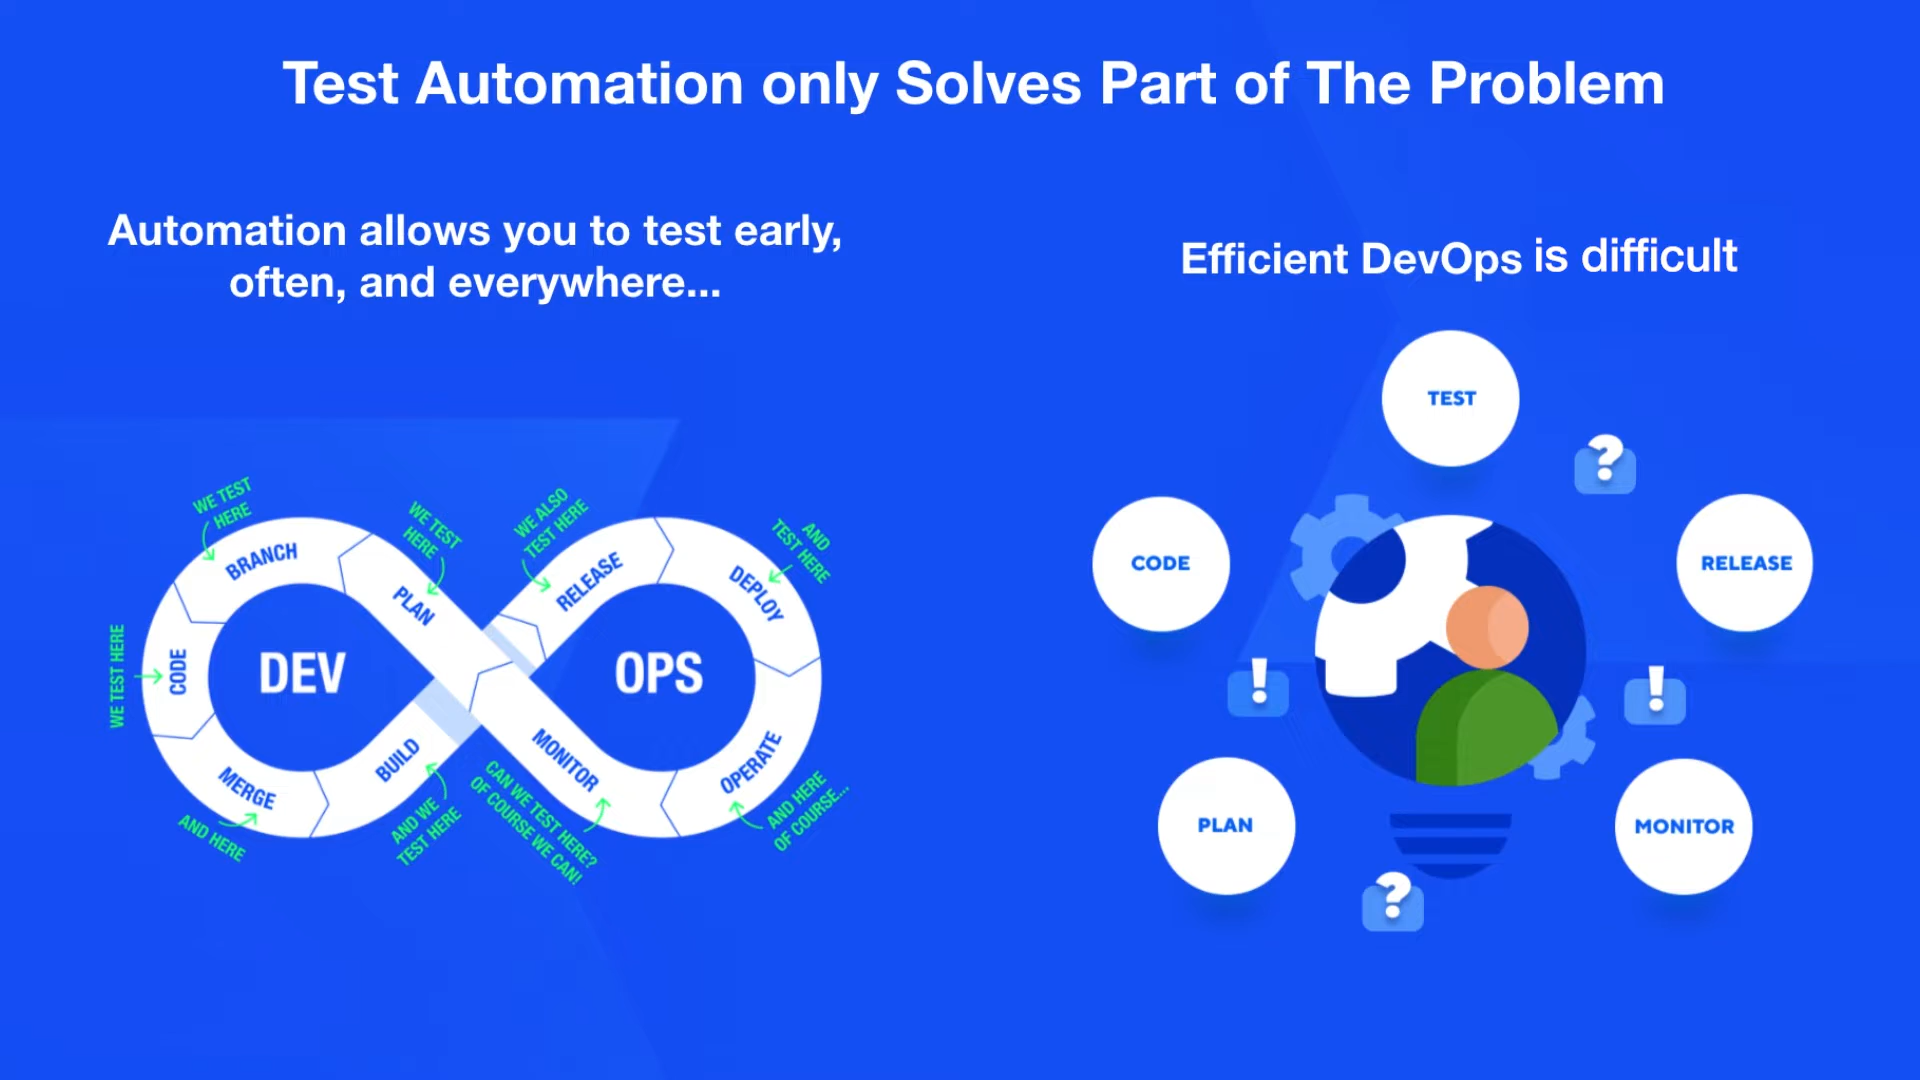 Test Automation only Solves Part of The Problem
Automation allows you to test early,
often, and everywhere...
WE TEST
HERE
BRANCH
WE TEST
HERE
PLAN
WE ALSO
TEST HERE
RELEASE
AND
TEST HERE
DEPLOY
WE TEST HERE
CODE
DEV
OPS
MERGE
AND HERE
BUILD
AND WE
TEST HERE
MONITOR
CAN WE TEST HERE?
OF COURSE WE CAN!
OPERATE
AND HERE
OF COURSE...
Efficient DevOps is difficult
TEST
?
CODE
RELEASE
!
!
PLAN
MONITOR
?